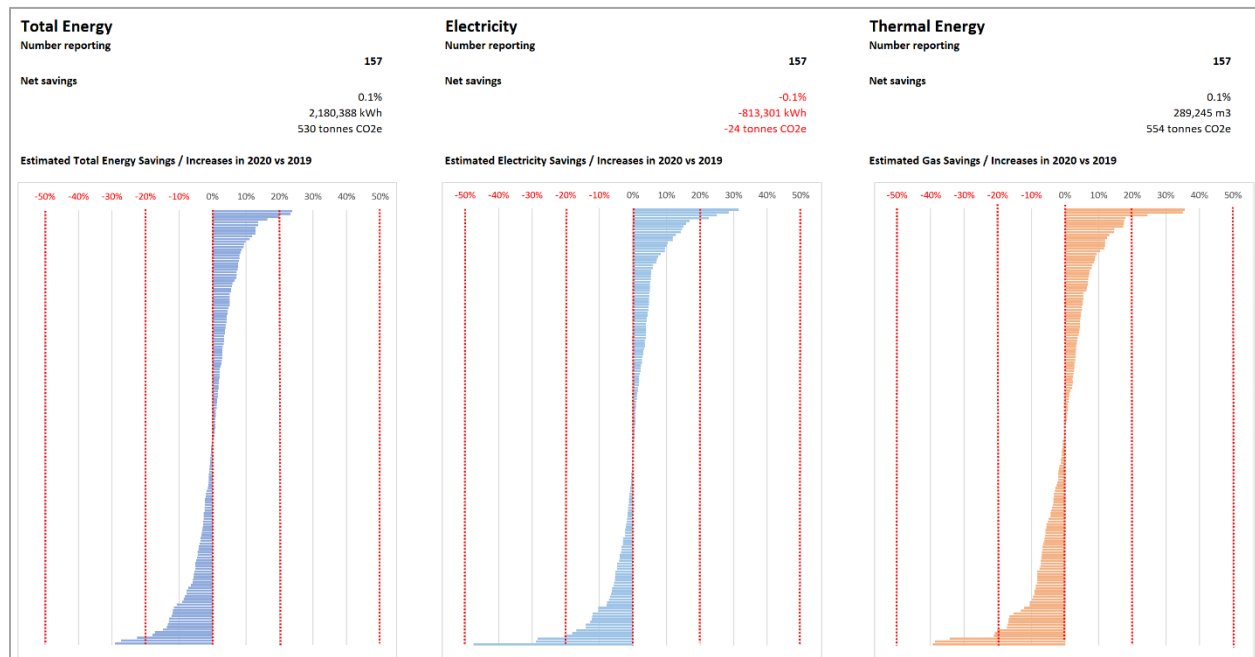 Total Energy
Number reporting
157
Net savings
0.1%
2,180,388 kWh
530 tonnes CO2e
Estimated Total Energy Savings / Increases in 2020 vs 2019
-50% -40% -30% -20% -10% 0% 10% 20% 30% 40% 50%
Electricity
Number reporting
157
Net savings
-0.1%
-813,301 kWh
-24 tonnes CO2e
Estimated Electricity Savings / Increases in 2020 vs 2019
-50% -40% -30% -20% -10% 0% 10% 20% 30% 40% 50%
Thermal Energy
Number reporting
157
Net savings
0.1%
289,245 m3
554 tonnes CO2e
Estimated Gas Savings / Increases in 2020 vs 2019
-50% -40% -30% -20% -10% 0% 10% 20% 30% 40% 50%